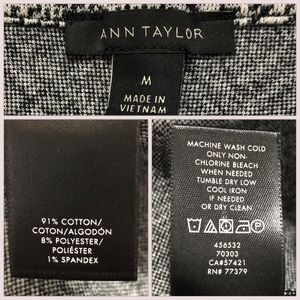 ANN TAYLOR
M
MADE IN
VIETNAM
91% COTTON/
COTON/ALGODÓN
8% POLYESTER/
POLIÉSTER
1% SPANDEX
MACHINE WASH COLD
ONLY NON-
CHLORINE BLEACH
WHEN NEEDED
TUMBLE DRY LOW
COOL IRON
IF NEEDED
OR DRY CLEAN
456532
70303
CA#57421
RN# 77379